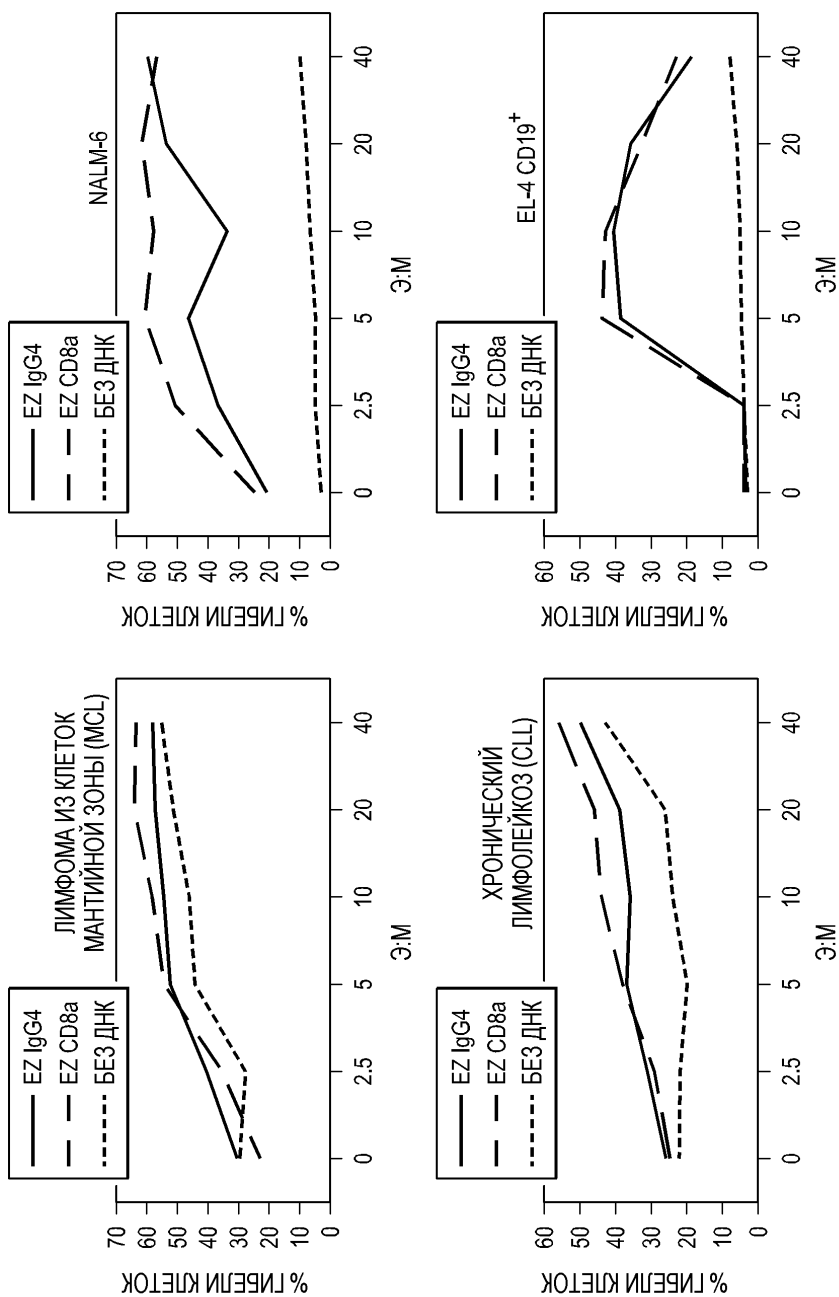 EZ IgG4
EZ CD8a
БЕЗ ДНК
ЛИМФОМА ИЗ КЛЕТОК
МАНТИЙНОЙ ЗОНЫ (MCL)
% ГИБЕЛИ КЛЕТОК
70
60
50
40
30
20
10
0
0
2.5
5
10
20
40
Э:М
EZ IgG4
EZ CD8a
БЕЗ ДНК
NALM-6
% ГИБЕЛИ КЛЕТОК
70
60
50
40
30
20
10
0
0
2.5
5
10
20
40
Э:М
EZ IgG4
EZ CD8a
БЕЗ ДНК
ХРОНИЧЕСКИЙ
ЛИМФОЛЕЙКОЗ (CLL)
% ГИБЕЛИ КЛЕТОК
60
50
40
30
20
10
0
0
2.5
5
10
20
40
Э:М
EZ IgG4
EZ CD8a
БЕЗ ДНК
EL-4 CD19⁺
% ГИБЕЛИ КЛЕТОК
60
50
40
30
20
10
0
0
2.5
5
10
20
40
Э:М